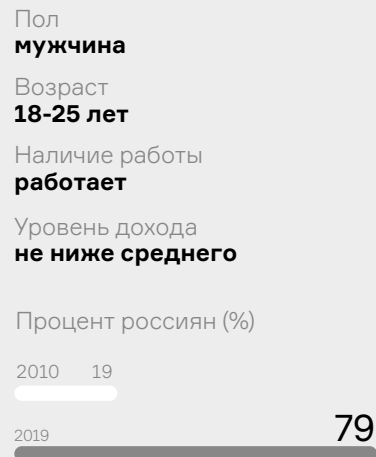 Пол
мужчина
Возраст
18-25 лет
Наличие работы
работает
Уровень дохода
не ниже среднего
Процент россиян (%)
2010 19
2019 79